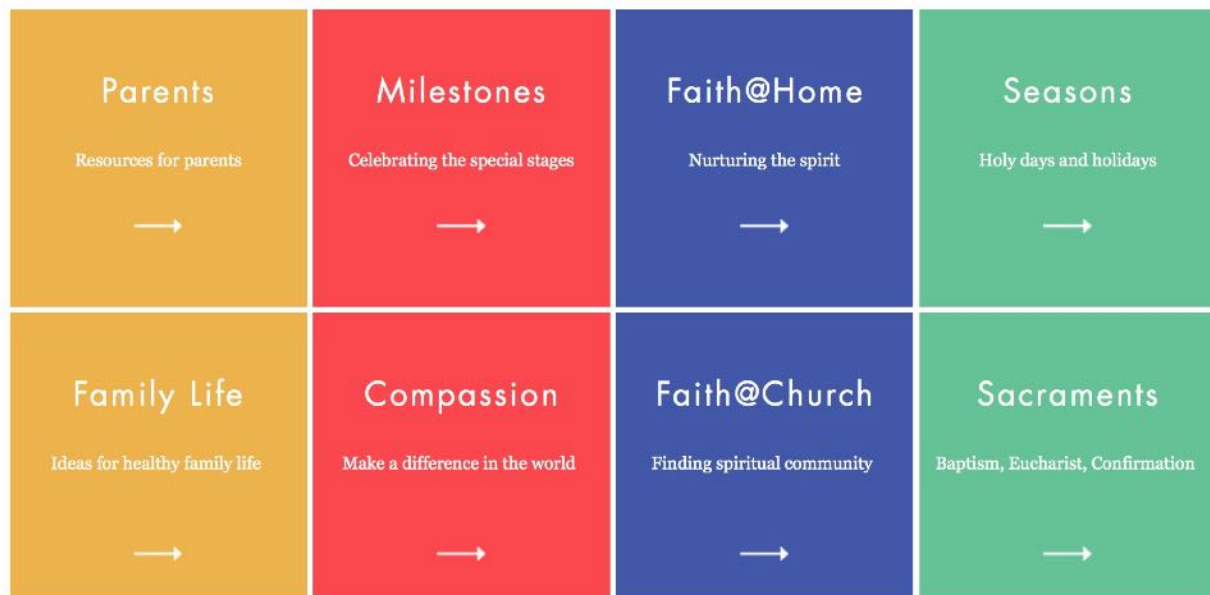 Parents
Resources for parents
Milestones
Celebrating the special stages
Faith@Home
Nurturing the spirit
Seasons
Holy days and holidays
Family Life
Ideas for healthy family life
Compassion
Make a difference in the world
Faith@Church
Finding spiritual community
Sacraments
Baptism, Eucharist, Confirmation